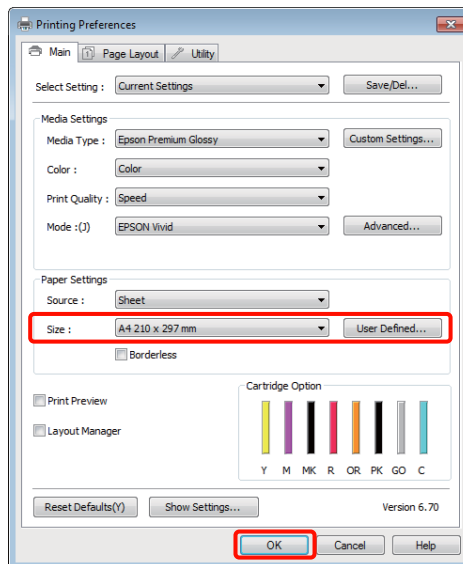 Printing Preferences
Main Page Layout Utility
Select Setting : Current Settings Save/Del...
Media Settings
Media Type : Epson Premium Glossy Custom Settings...
Color : Color
Print Quality : Speed
Mode :(J) EPSON Vivid Advanced...
Paper Settings
Source : Sheet
Size : A4 210 x 297 mm User Defined...
Borderless
Cartridge Option
Print Preview
Layout Manager
Y M MK R OR PK GO C
Reset Defaults(Y) Show Settings... Version 6.70
OK Cancel Help